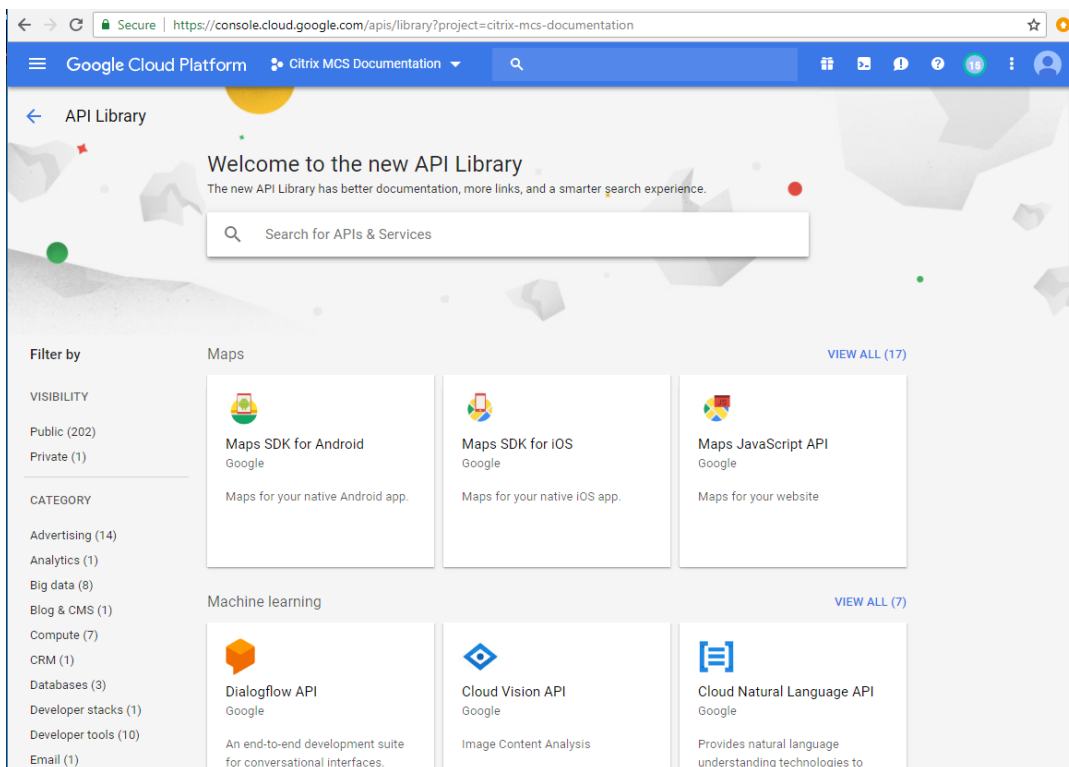 Secure | https://console.cloud.google.com/apis/library?project=citrix-mcs-documentation
Google Cloud Platform
Citrix MCS Documentation
15
API Library
Welcome to the new API Library
The new API Library has better documentation, more links, and a smarter search experience.
Search for APIs & Services
Filter by
VISIBILITY
Public (202)
Private (1)
CATEGORY
Advertising (14)
Analytics (1)
Big data (8)
Blog & CMS (1)
Compute (7)
CRM (1)
Databases (3)
Developer stacks (1)
Developer tools (10)
Email (1)
Maps
VIEW ALL (17)
Maps SDK for Android
Google
Maps for your native Android app.
Maps SDK for iOS
Google
Maps for your native iOS app.
Maps JavaScript API
Google
Maps for your website
Machine learning
VIEW ALL (7)
Dialogflow API
Google
An end-to-end development suite
for conversational interfaces.
Cloud Vision API
Google
Image Content Analysis
Cloud Natural Language API
Google
Provides natural language
understanding technologies to